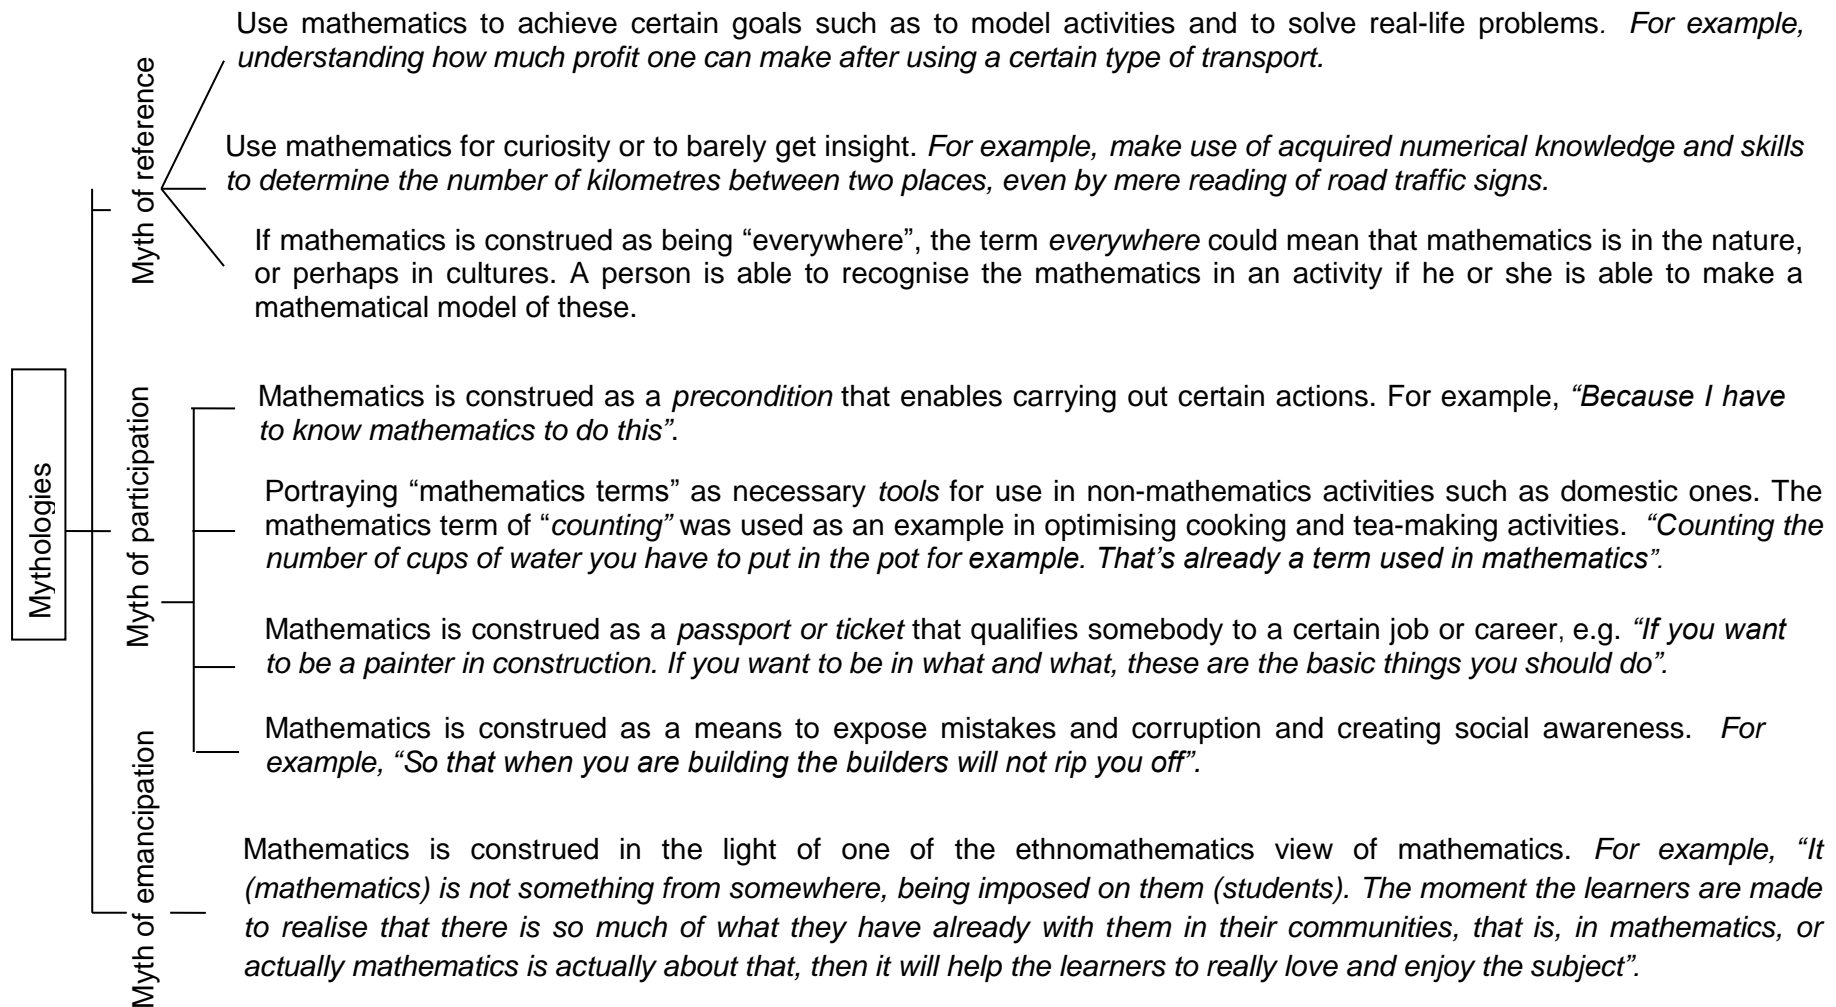 Mythologies
Myth of reference
Use mathematics to achieve certain goals such as to model activities and to solve real-life problems. For example,
understanding how much profit one can make after using a certain type of transport.
Use mathematics for curiosity or to barely get insight. For example, make use of acquired numerical knowledge and skills
to determine the number of kilometres between two places, even by mere reading of road traffic signs.
If mathematics is construed as being “everywhere”, the term everywhere could mean that mathematics is in the nature,
or perhaps in cultures. A person is able to recognise the mathematics in an activity if he or she is able to make a
mathematical model of these.
Myth of participation
Mathematics is construed as a precondition that enables carrying out certain actions. For example, “Because I have
to know mathematics to do this”.
Portraying “mathematics terms” as necessary tools for use in non-mathematics activities such as domestic ones. The
mathematics term of “counting” was used as an example in optimising cooking and tea-making activities. “Counting the
number of cups of water you have to put in the pot for example. That’s already a term used in mathematics”.
Mathematics is construed as a passport or ticket that qualifies somebody to a certain job or career, e.g. “If you want
to be a painter in construction. If you want to be in what and what, these are the basic things you should do”.
Mathematics is construed as a means to expose mistakes and corruption and creating social awareness. For
example, “So that when you are building the builders will not rip you off”.
Myth of emancipation
Mathematics is construed in the light of one of the ethnomathematics view of mathematics. For example, “It
(mathematics) is not something from somewhere, being imposed on them (students). The moment the learners are made
to realise that there is so much of what they have already with them in their communities, that is, in mathematics, or
actually mathematics is actually about that, then it will help the learners to really love and enjoy the subject”.